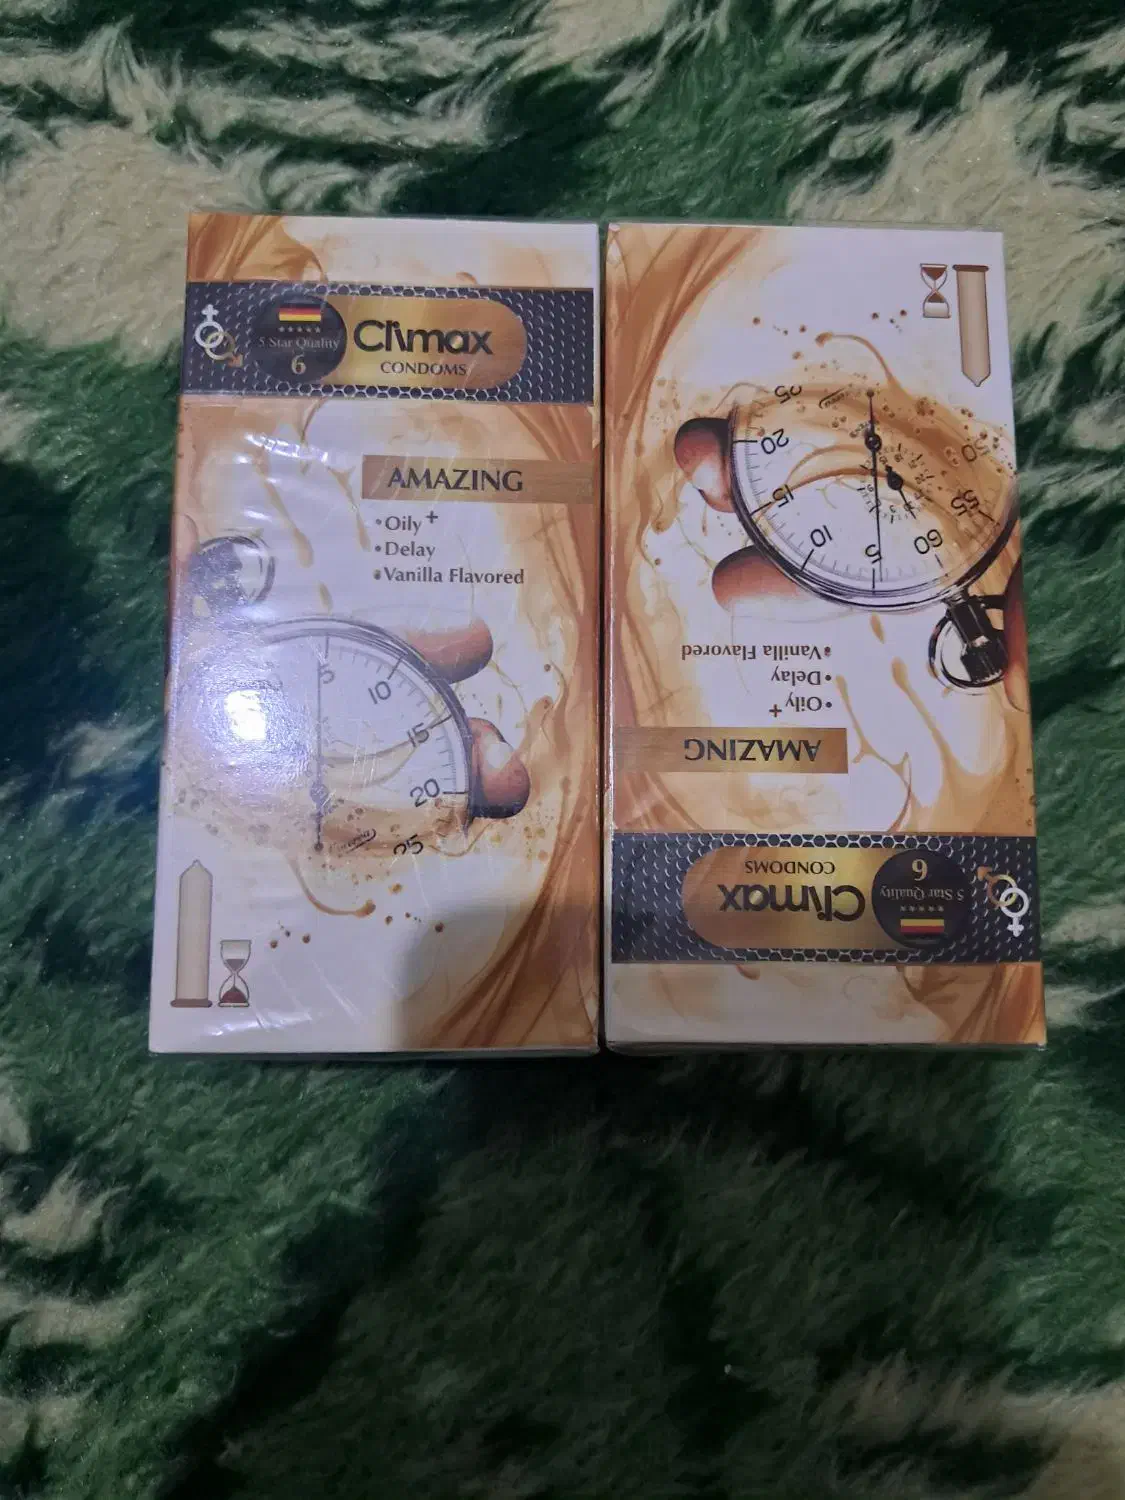 Climax
CONDOMS
5 Star Quality
6
AMAZING
•Oily+
•Delay
•Vanilla Flavored
5
10
15
20
25
25
20
15
10
5
60
55
50
•Vanilla Flavored
•Delay
•Oily+
AMAZING
Climax
CONDOMS
5 Star Quality
6